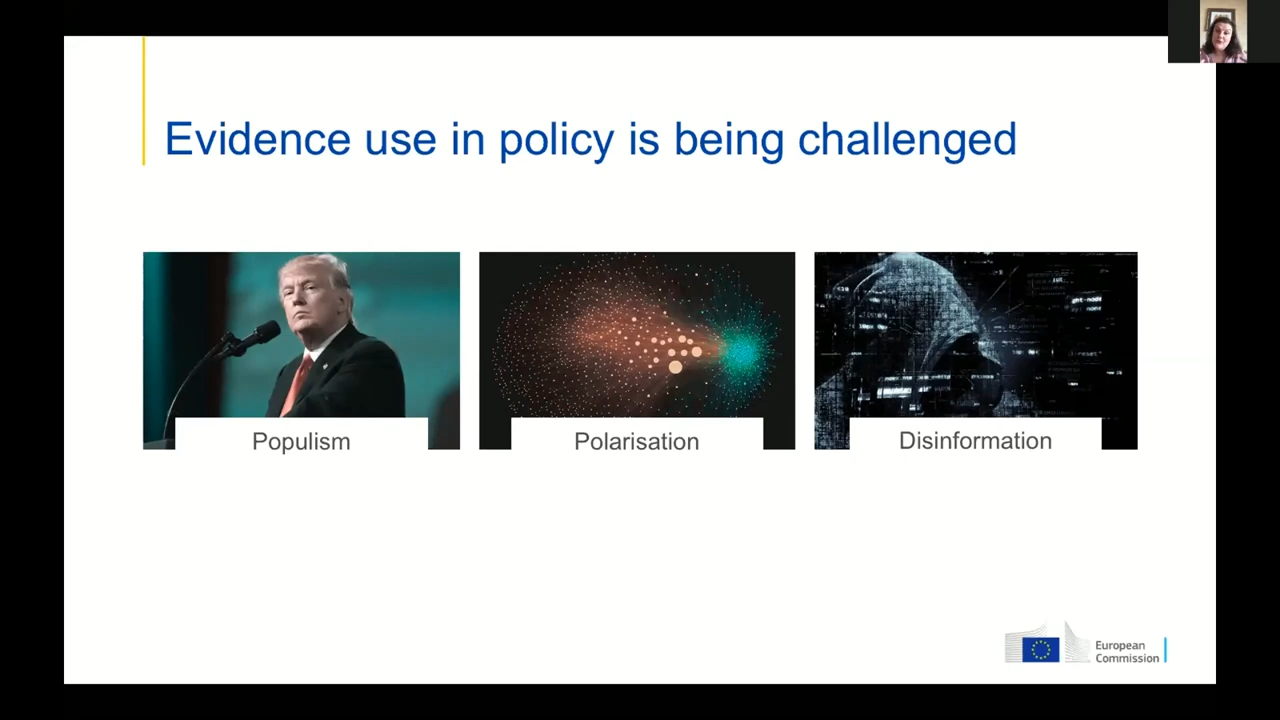 Evidence use in policy is being challenged
Populism
Polarisation
Disinformation
European
Commission